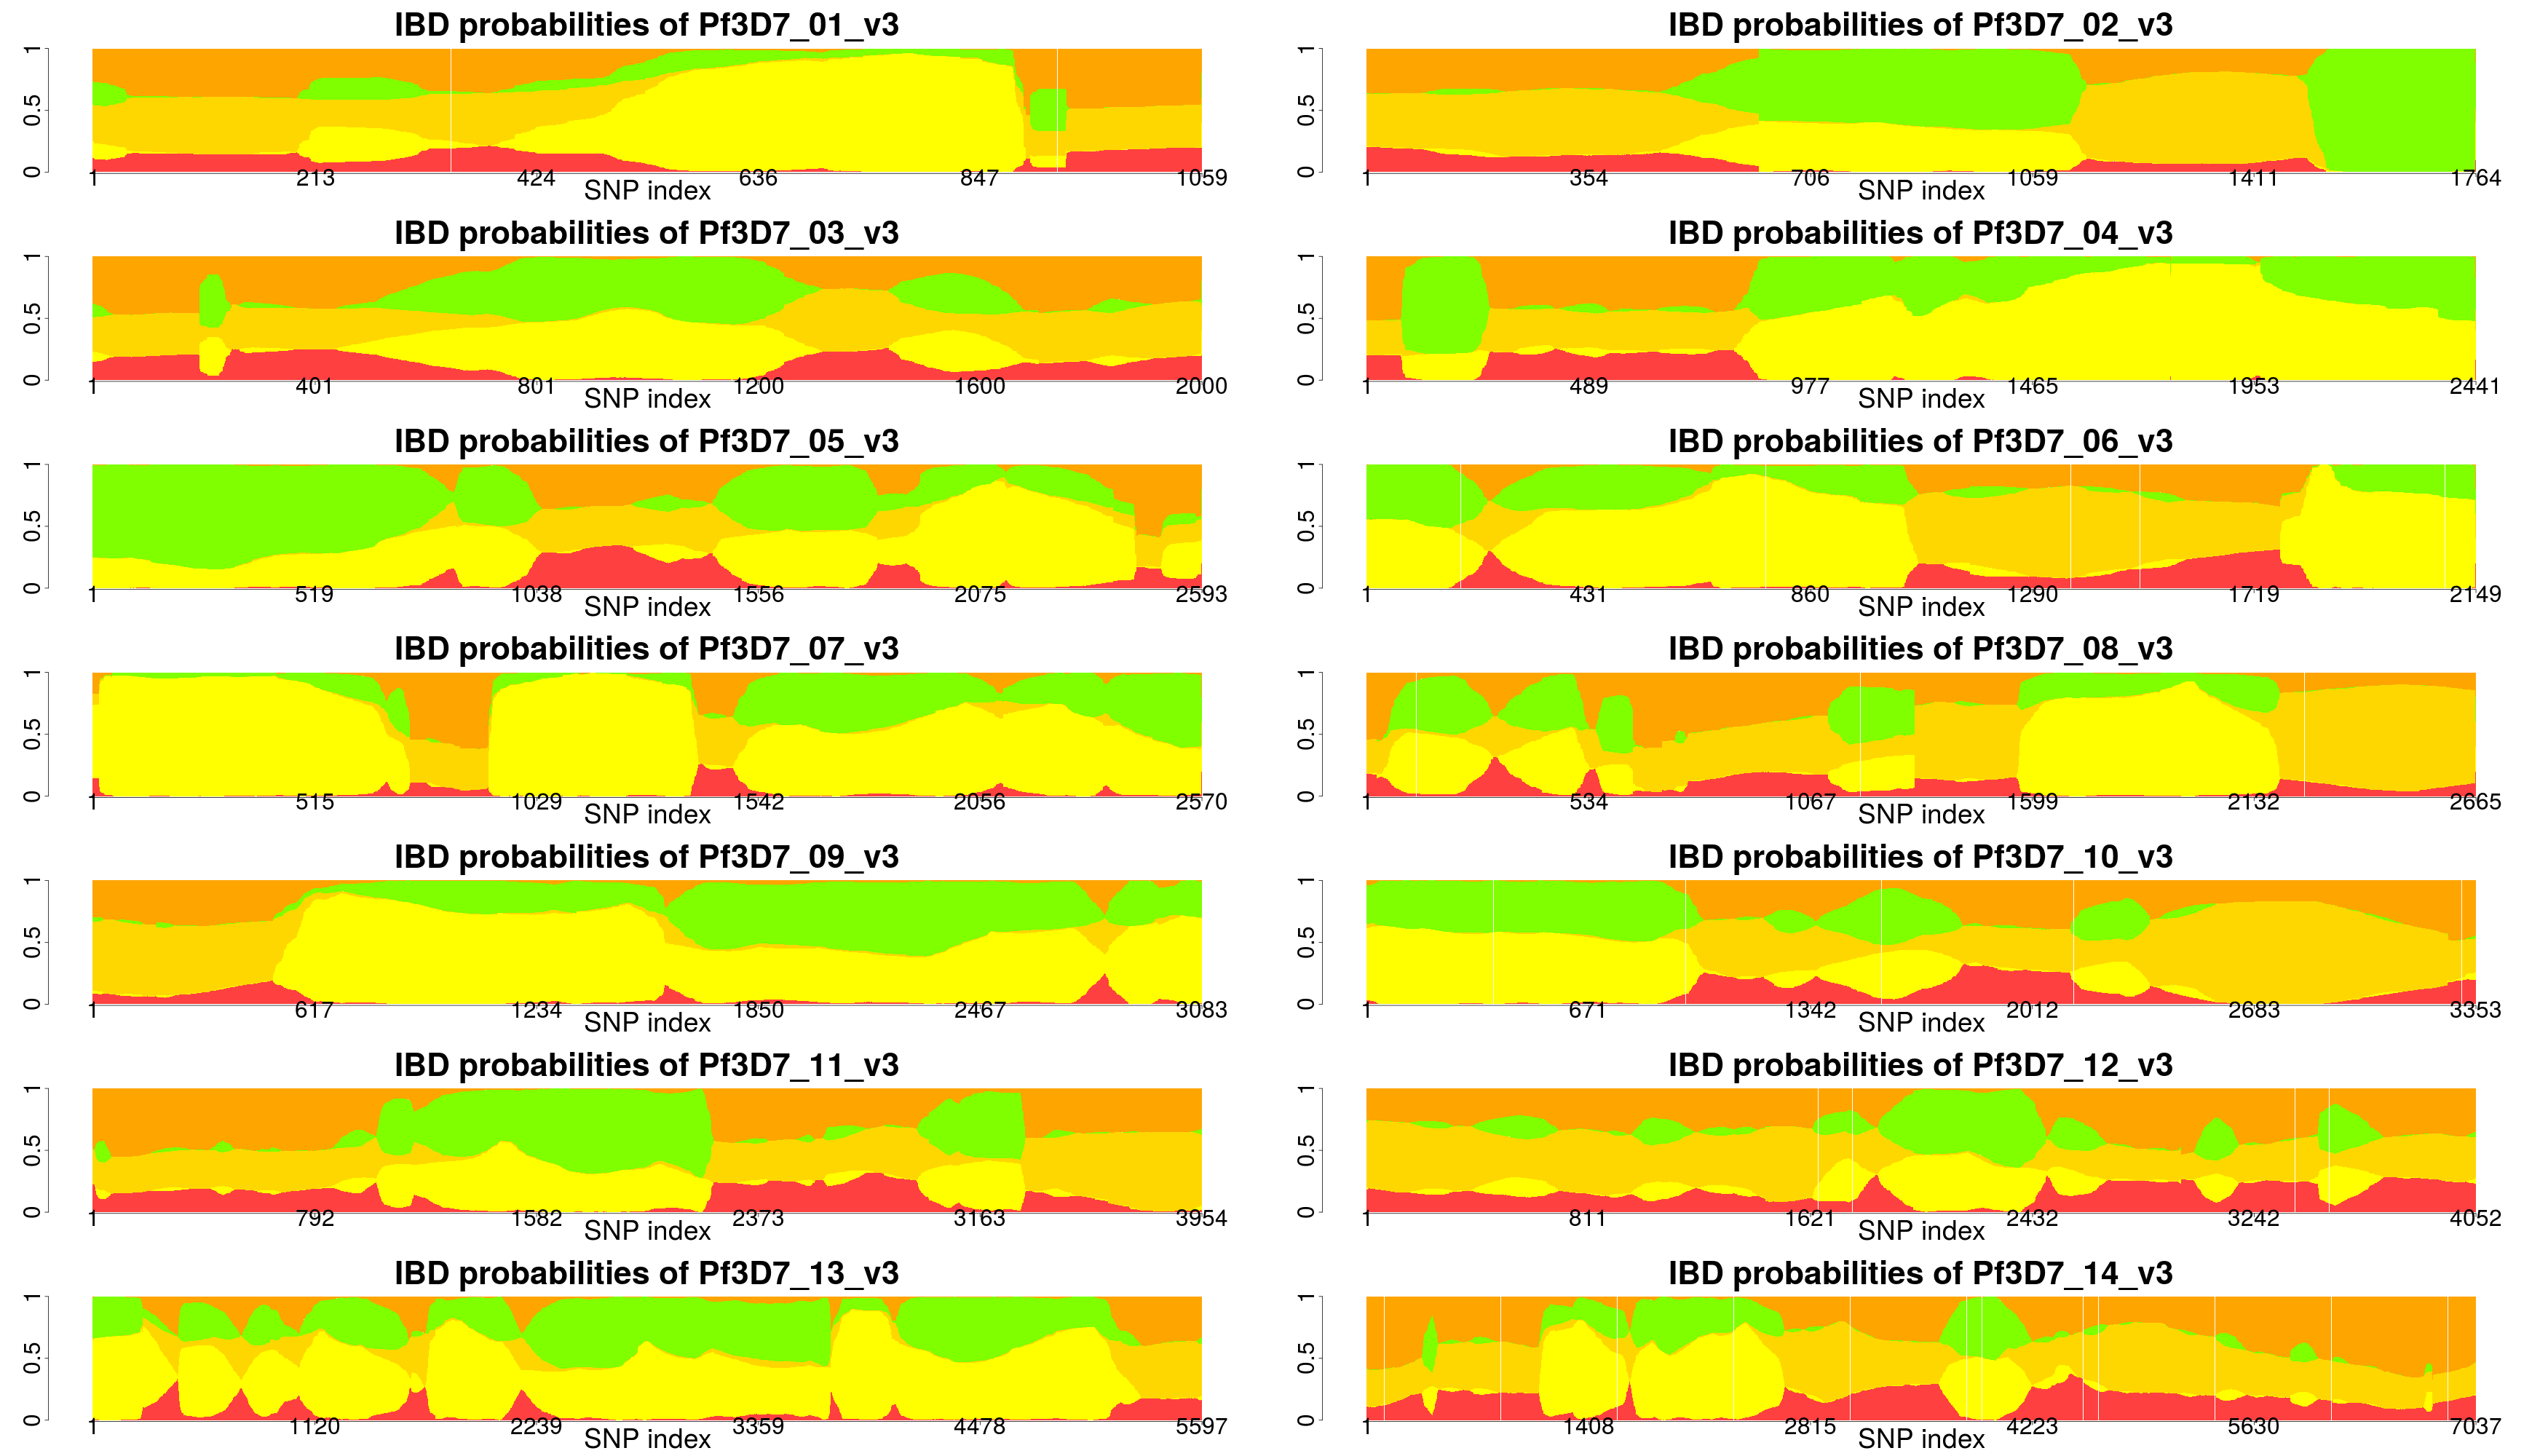 IBD probabilities of Pf3D7_01_v3
0 0.5 1
1 213 424 636 847 1059
SNP index
IBD probabilities of Pf3D7_02_v3
0 0.5 1
1 354 706 1059 1411 1764
SNP index
IBD probabilities of Pf3D7_03_v3
0 0.5 1
1 401 801 1200 1600 2000
SNP index
IBD probabilities of Pf3D7_04_v3
0 0.5 1
1 489 977 1465 1953 2441
SNP index
IBD probabilities of Pf3D7_05_v3
0 0.5 1
1 519 1038 1556 2075 2593
SNP index
IBD probabilities of Pf3D7_06_v3
0 0.5 1
1 431 860 1290 1719 2149
SNP index
IBD probabilities of Pf3D7_07_v3
0 0.5 1
1 515 1029 1542 2056 2570
SNP index
IBD probabilities of Pf3D7_08_v3
0 0.5 1
1 534 1067 1599 2132 2665
SNP index
IBD probabilities of Pf3D7_09_v3
0 0.5 1
1 617 1234 1850 2467 3083
SNP index
IBD probabilities of Pf3D7_10_v3
0 0.5 1
1 671 1342 2012 2683 3353
SNP index
IBD probabilities of Pf3D7_11_v3
0 0.5 1
1 792 1582 2373 3163 3954
SNP index
IBD probabilities of Pf3D7_12_v3
0 0.5 1
1 811 1621 2432 3242 4052
SNP index
IBD probabilities of Pf3D7_13_v3
0 0.5 1
1 1120 2239 3359 4478 5597
SNP index
IBD probabilities of Pf3D7_14_v3
0 0.5 1
1 1408 2815 4223 5630 7037
SNP index